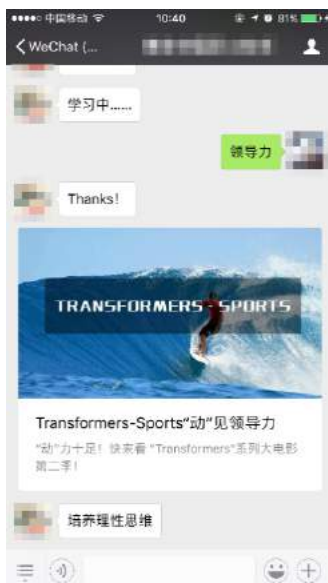 中国移动
10:40
81%
WeChat (...
学习中......
领导力
Thanks!
TRANSFORMERS-SPORTS
Transformers-Sports“动”见领导力
“动”力十足！快来看 “Transformers”系列大电影
第二季！
培养理性思维